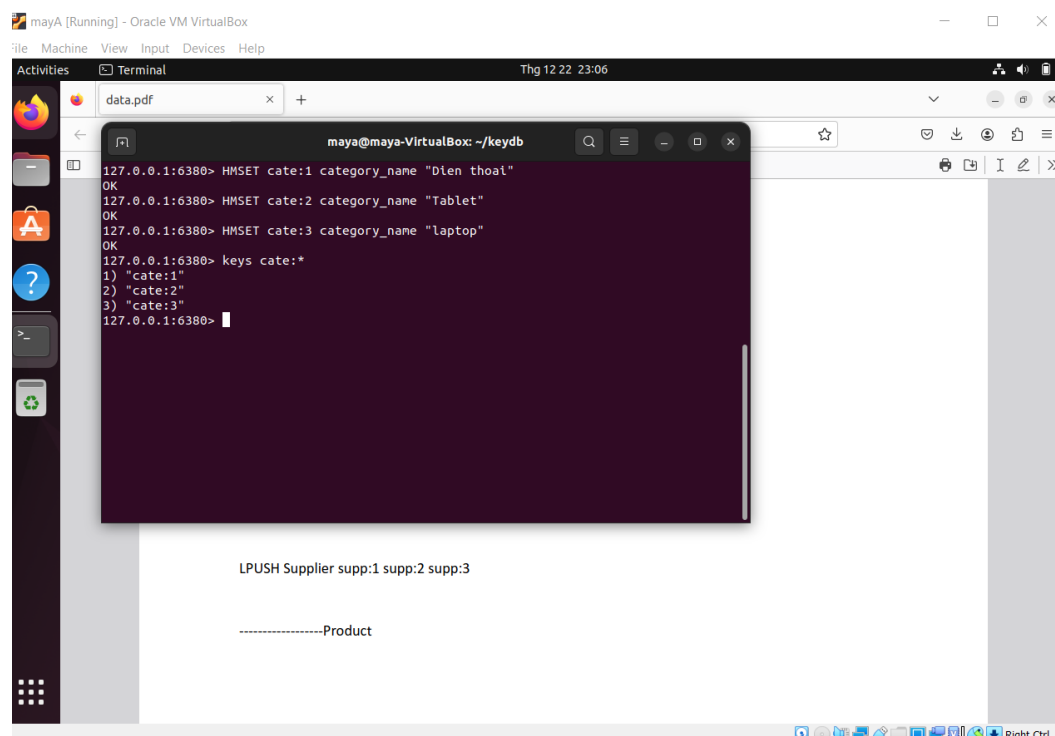 mayA [Running] - Oracle VM VirtualBox
File Machine View Input Devices Help
Activities Terminal Thg 12 22 23:06
data.pdf
maya@maya-VirtualBox: ~/keydb
127.0.0.1:6380> HMSET cate:1 category_name "Dien thoai"
OK
127.0.0.1:6380> HMSET cate:2 category_name "Tablet"
OK
127.0.0.1:6380> HMSET cate:3 category_name "laptop"
OK
127.0.0.1:6380> keys cate:*
1) "cate:1"
2) "cate:2"
3) "cate:3"
127.0.0.1:6380>
LPUSH Supplier supp:1 supp:2 supp:3
------------------Product
Right Ctrl